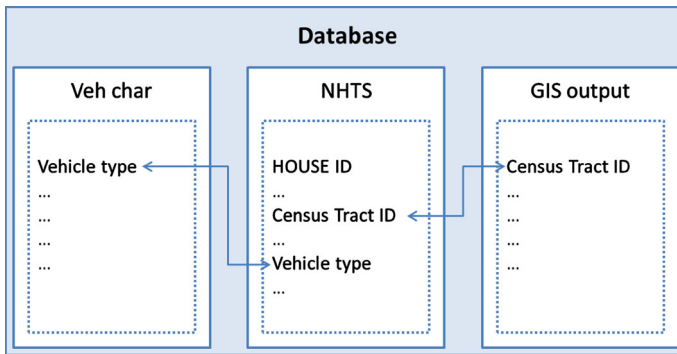 Database
Veh char
Vehicle type
...
...
...
...
NHTS
HOUSE ID
...
Census Tract ID
...
Vehicle type
...
GIS output
Census Tract ID
...
...
...
...